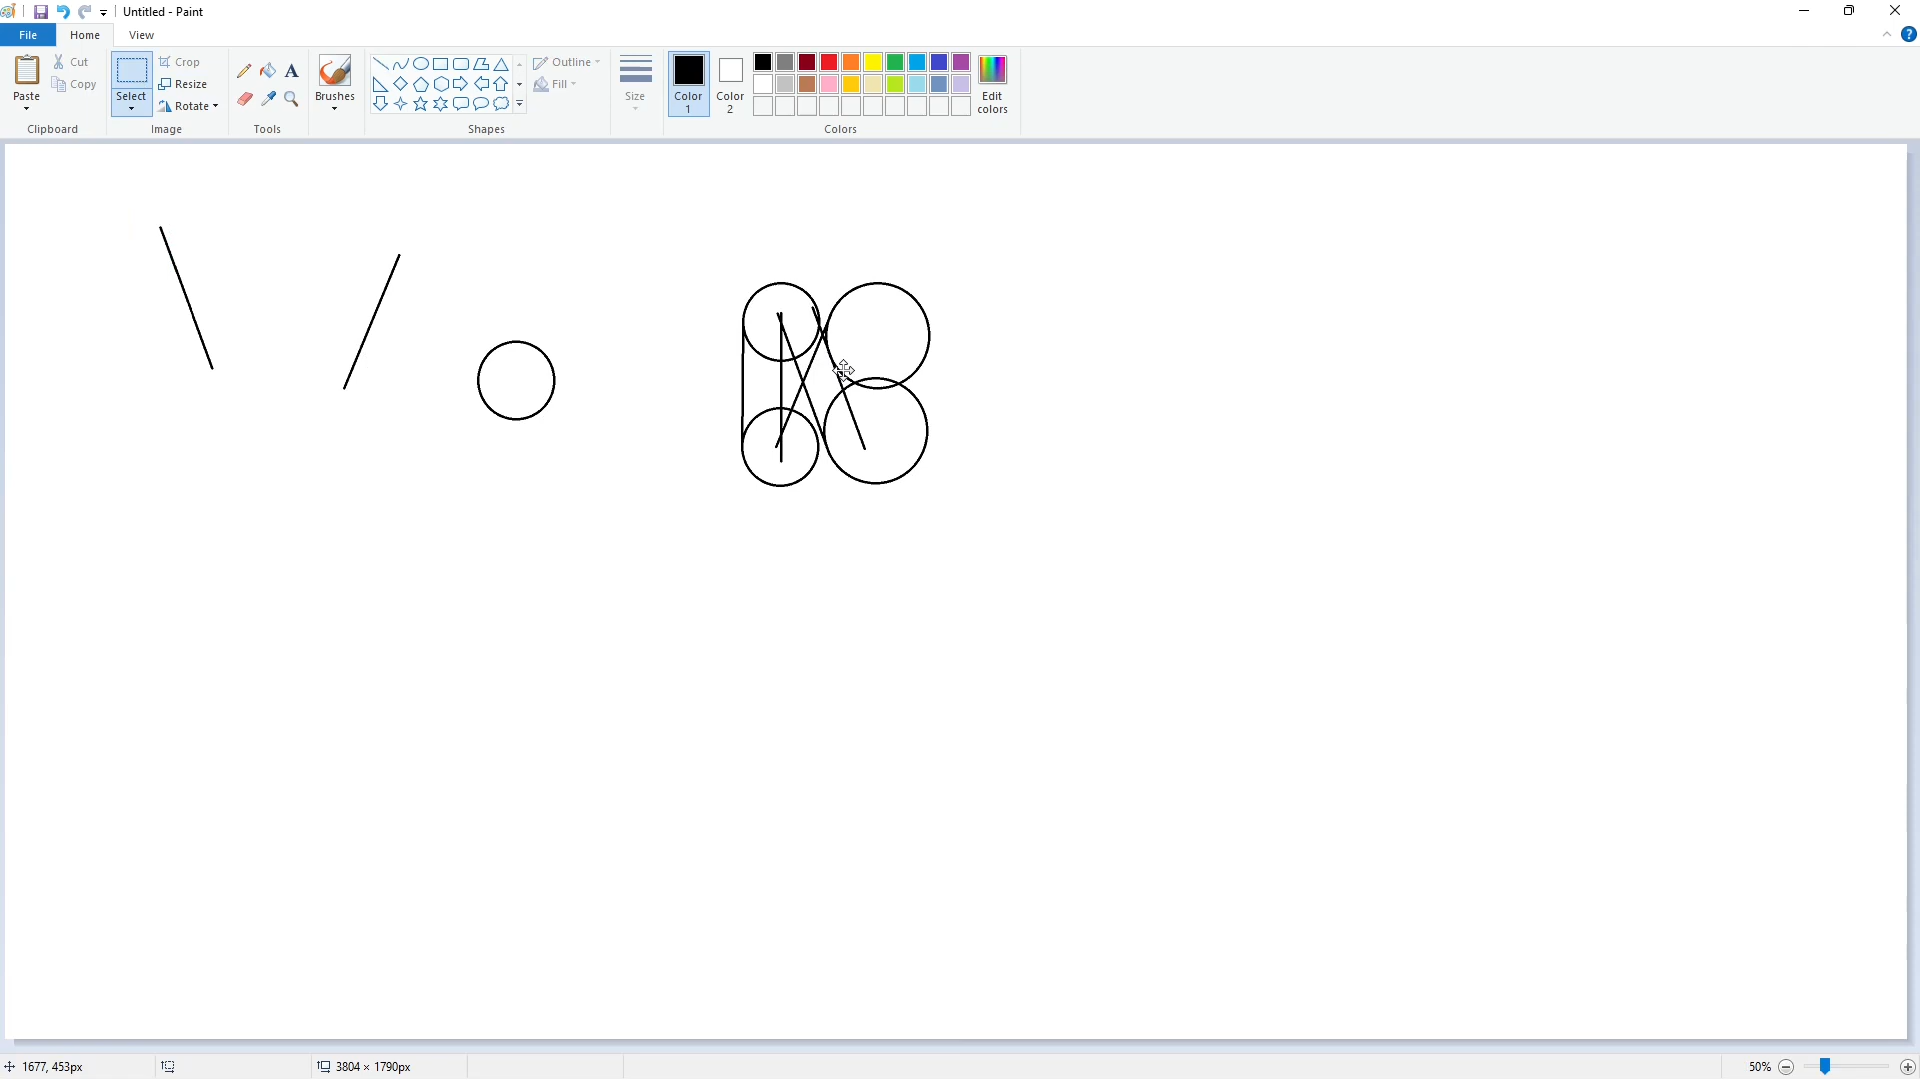 Untitled - Paint
File Home View
Paste Cut Copy Clipboard
Select Crop Resize Rotate Image
A
Tools
Brushes
Outline Fill Shapes
Size
Color 1 Color 2 Edit colors Colors
?
1677, 453px 3804 × 1790px 50%